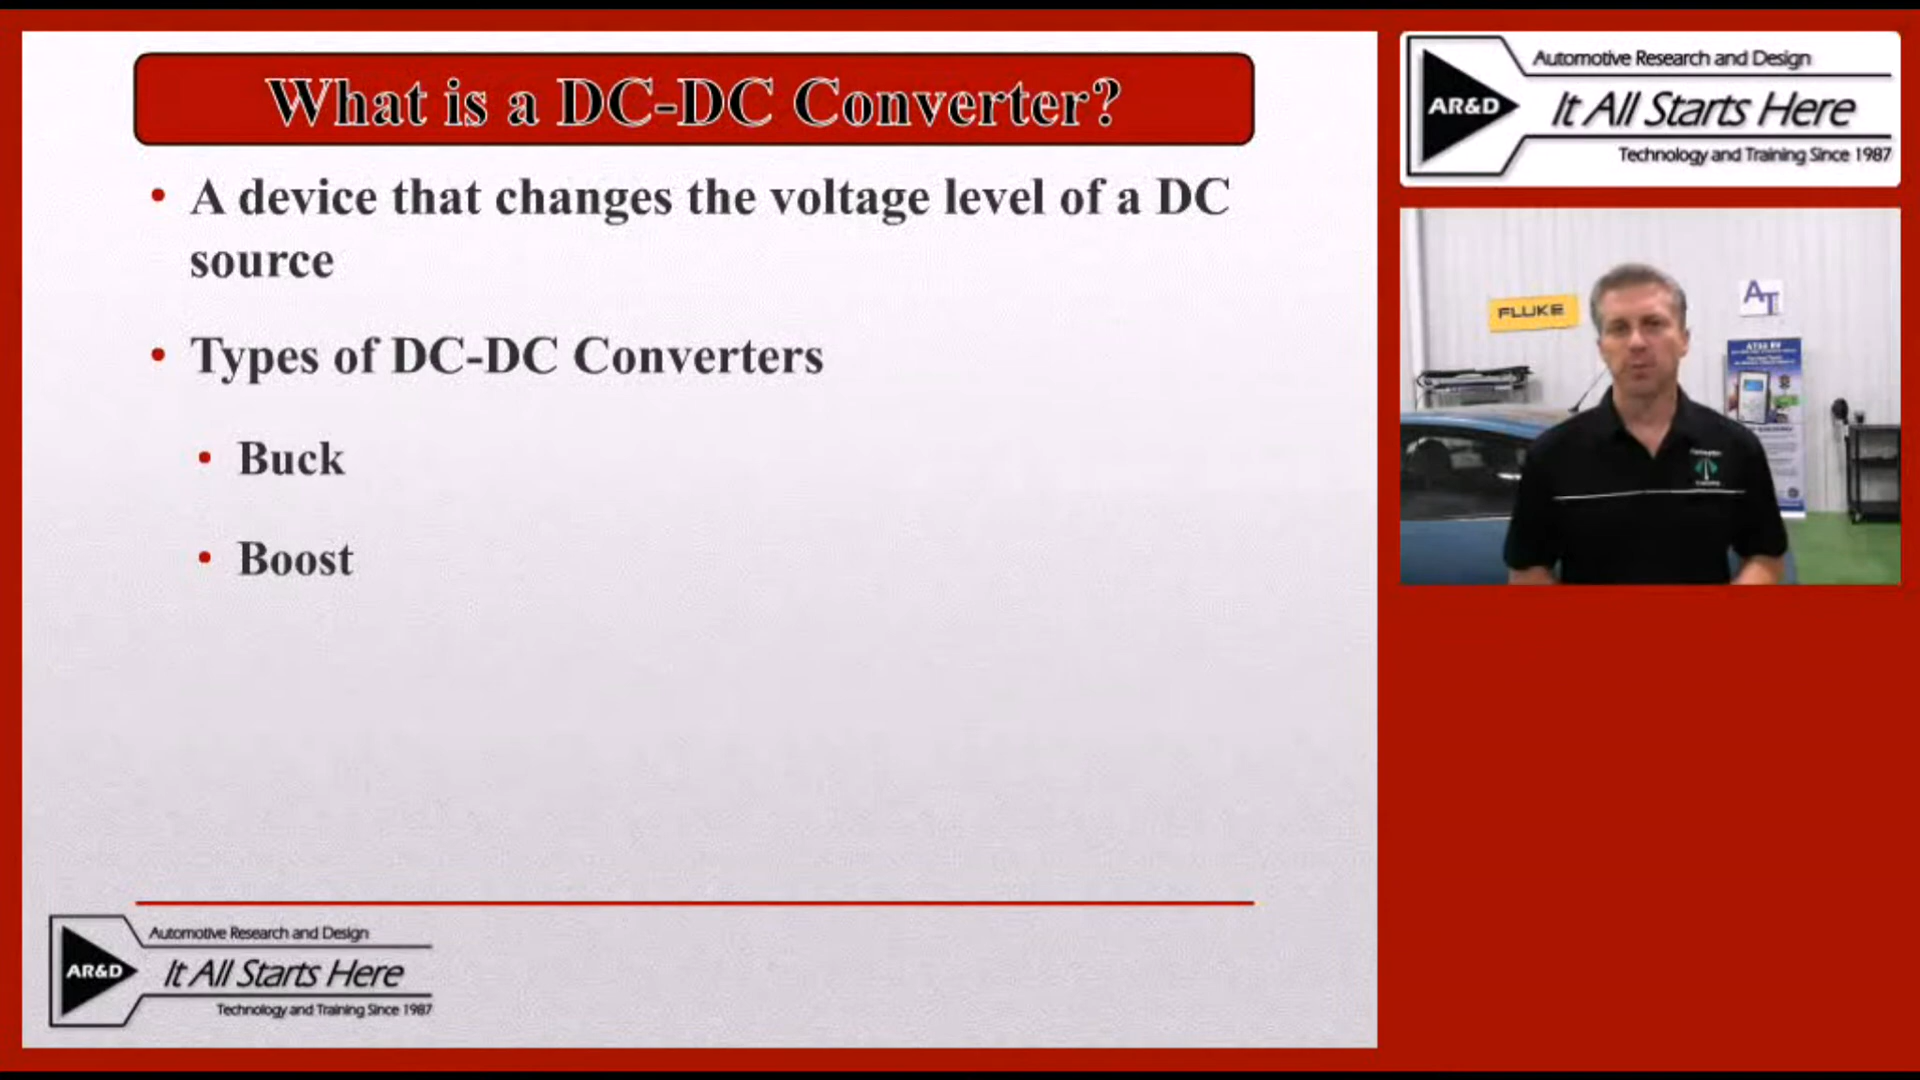 What is a DC-DC Converter?
• A device that changes the voltage level of a DC
source
• Types of DC-DC Converters
• Buck
• Boost
Automotive Research and Design
AR&D
It All Starts Here
Technology and Training Since 1987
Automotive Research and Design
AR&D
It All Starts Here
Technology and Training Since 1987
FLUKE
AT